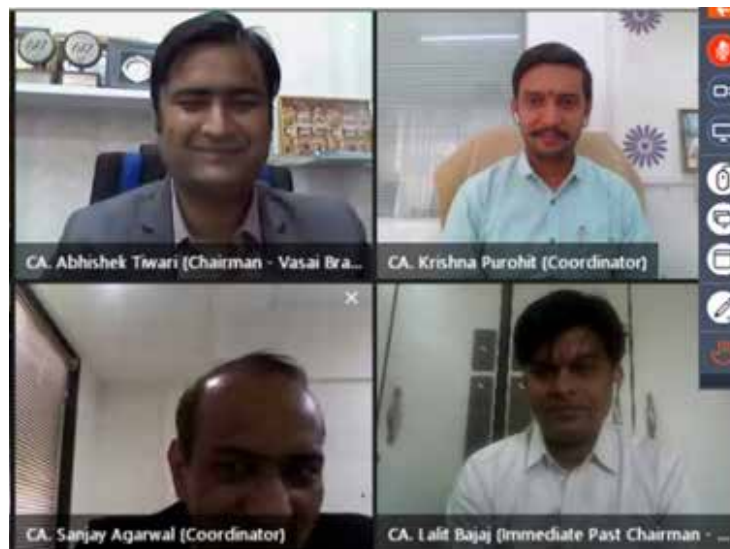 CA. Abhishek Tiwari (Chairman - Vasai Bra...
CA. Krishna Purohit (Coordinator)
CA. Sanjay Agarwal (Coordinator)
CA. Lalit Bajaj (Immediate Past Chairman - ...